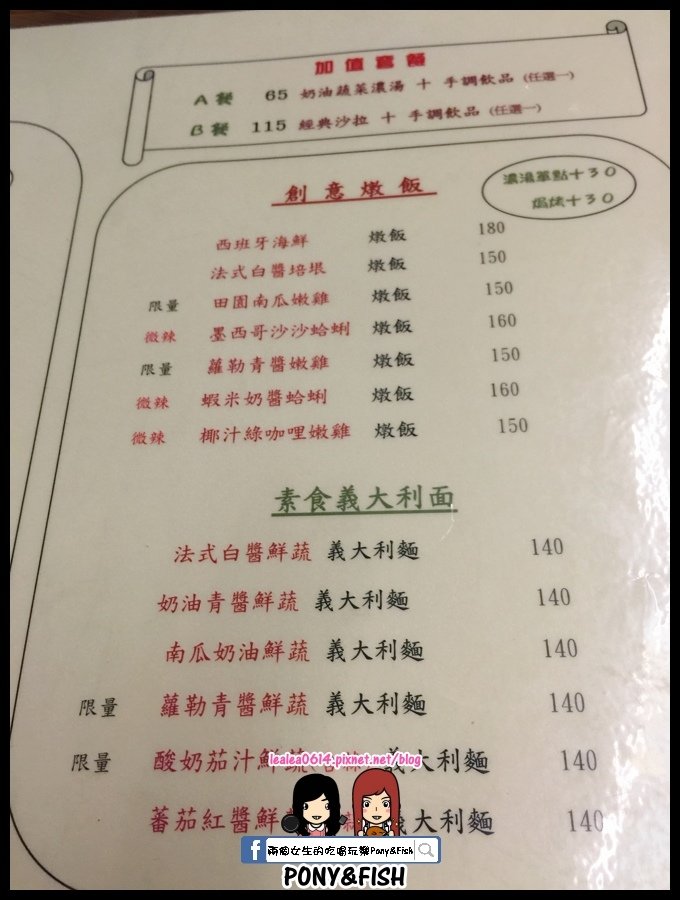 加值套餐
A餐 65 奶油蔬菜濃湯 + 手調飲品 (任選一)
B餐 115 經典沙拉 + 手調飲品 (任選一)
濃湯單點+30
焗烤+30
創意燉飯
西班牙海鮮 燉飯 180
法式白醬培垠 燉飯 150
限量 田園南瓜嫩雞 燉飯 150
微辣 墨西哥沙沙蛤蜊 燉飯 160
限量 蘿勒青醬嫩雞 燉飯 150
微辣 蝦米奶醬蛤蜊 燉飯 160
微辣 椰汁綠咖哩嫩雞 燉飯 150
素食義大利面
法式白醬鮮蔬 義大利麵 140
奶油青醬鮮蔬 義大利麵 140
南瓜奶油鮮蔬 義大利麵 140
限量 蘿勒青醬鮮蔬 義大利麵 140
限量 酸奶茄汁鮮蔬 義大利麵 140
lealea0614.pixnet.net/blog
蕃茄紅醬鮮 義大利麵 140
f 兩個女生的吃喝玩樂Pony&Fish
PONY&FISH